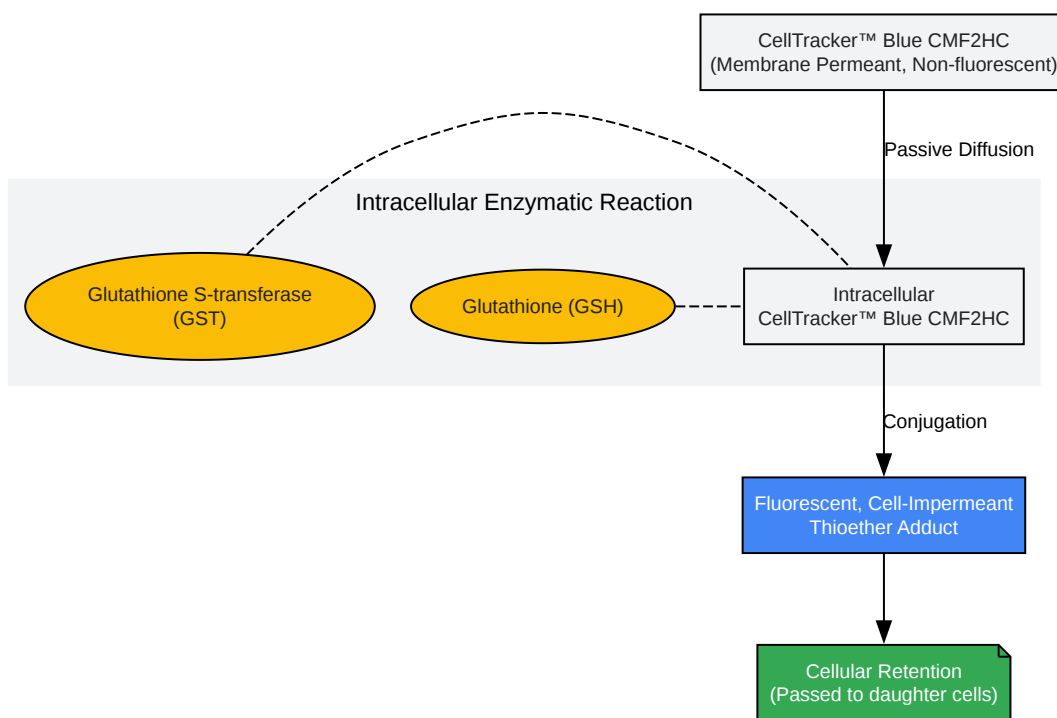 CellTracker™ Blue CMF2HC
(Membrane Permeant, Non-fluorescent)
Passive Diffusion
Intracellular Enzymatic Reaction
Glutathione S-transferase
(GST)
Glutathione (GSH)
Intracellular
CellTracker™ Blue CMF2HC
Conjugation
Fluorescent, Cell-Impermeant
Thioether Adduct
Cellular Retention
(Passed to daughter cells)